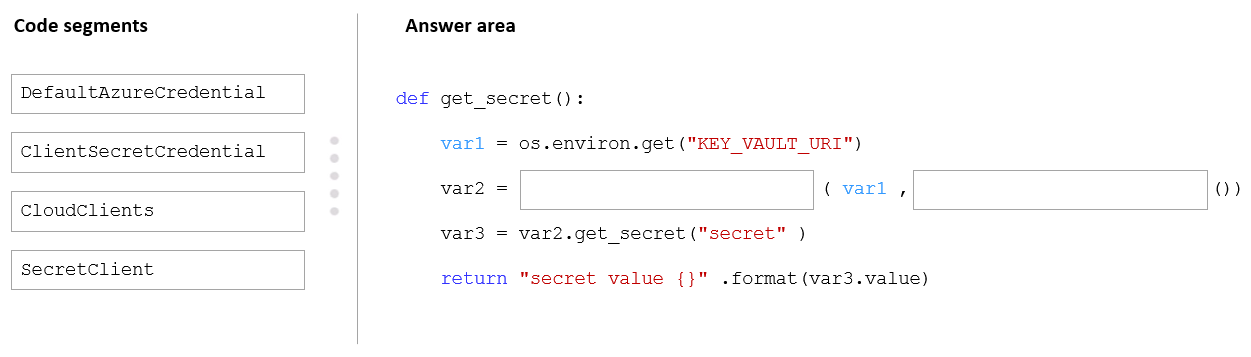 Code segments
DefaultAzureCredential
ClientSecretCredential
CloudClients
SecretClient
Answer area
def get_secret():
var1 = os.environ.get("KEY_VAULT_URI")
var2 = ( var1 , ())
var3 = var2.get_secret("secret" )
return "secret value {}" .format(var3.value)